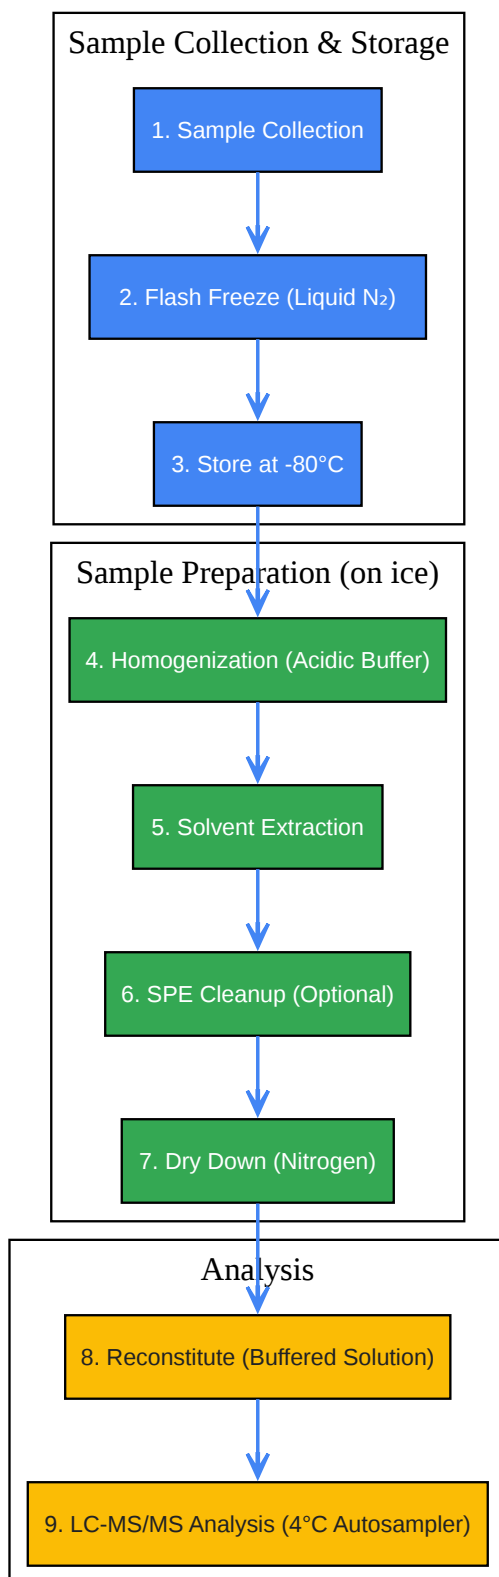 Sample Collection & Storage
1. Sample Collection
2. Flash Freeze (Liquid N₂)
3. Store at -80°C
Sample Preparation (on ice)
4. Homogenization (Acidic Buffer)
5. Solvent Extraction
6. SPE Cleanup (Optional)
7. Dry Down (Nitrogen)
Analysis
8. Reconstitute (Buffered Solution)
9. LC-MS/MS Analysis (4°C Autosampler)